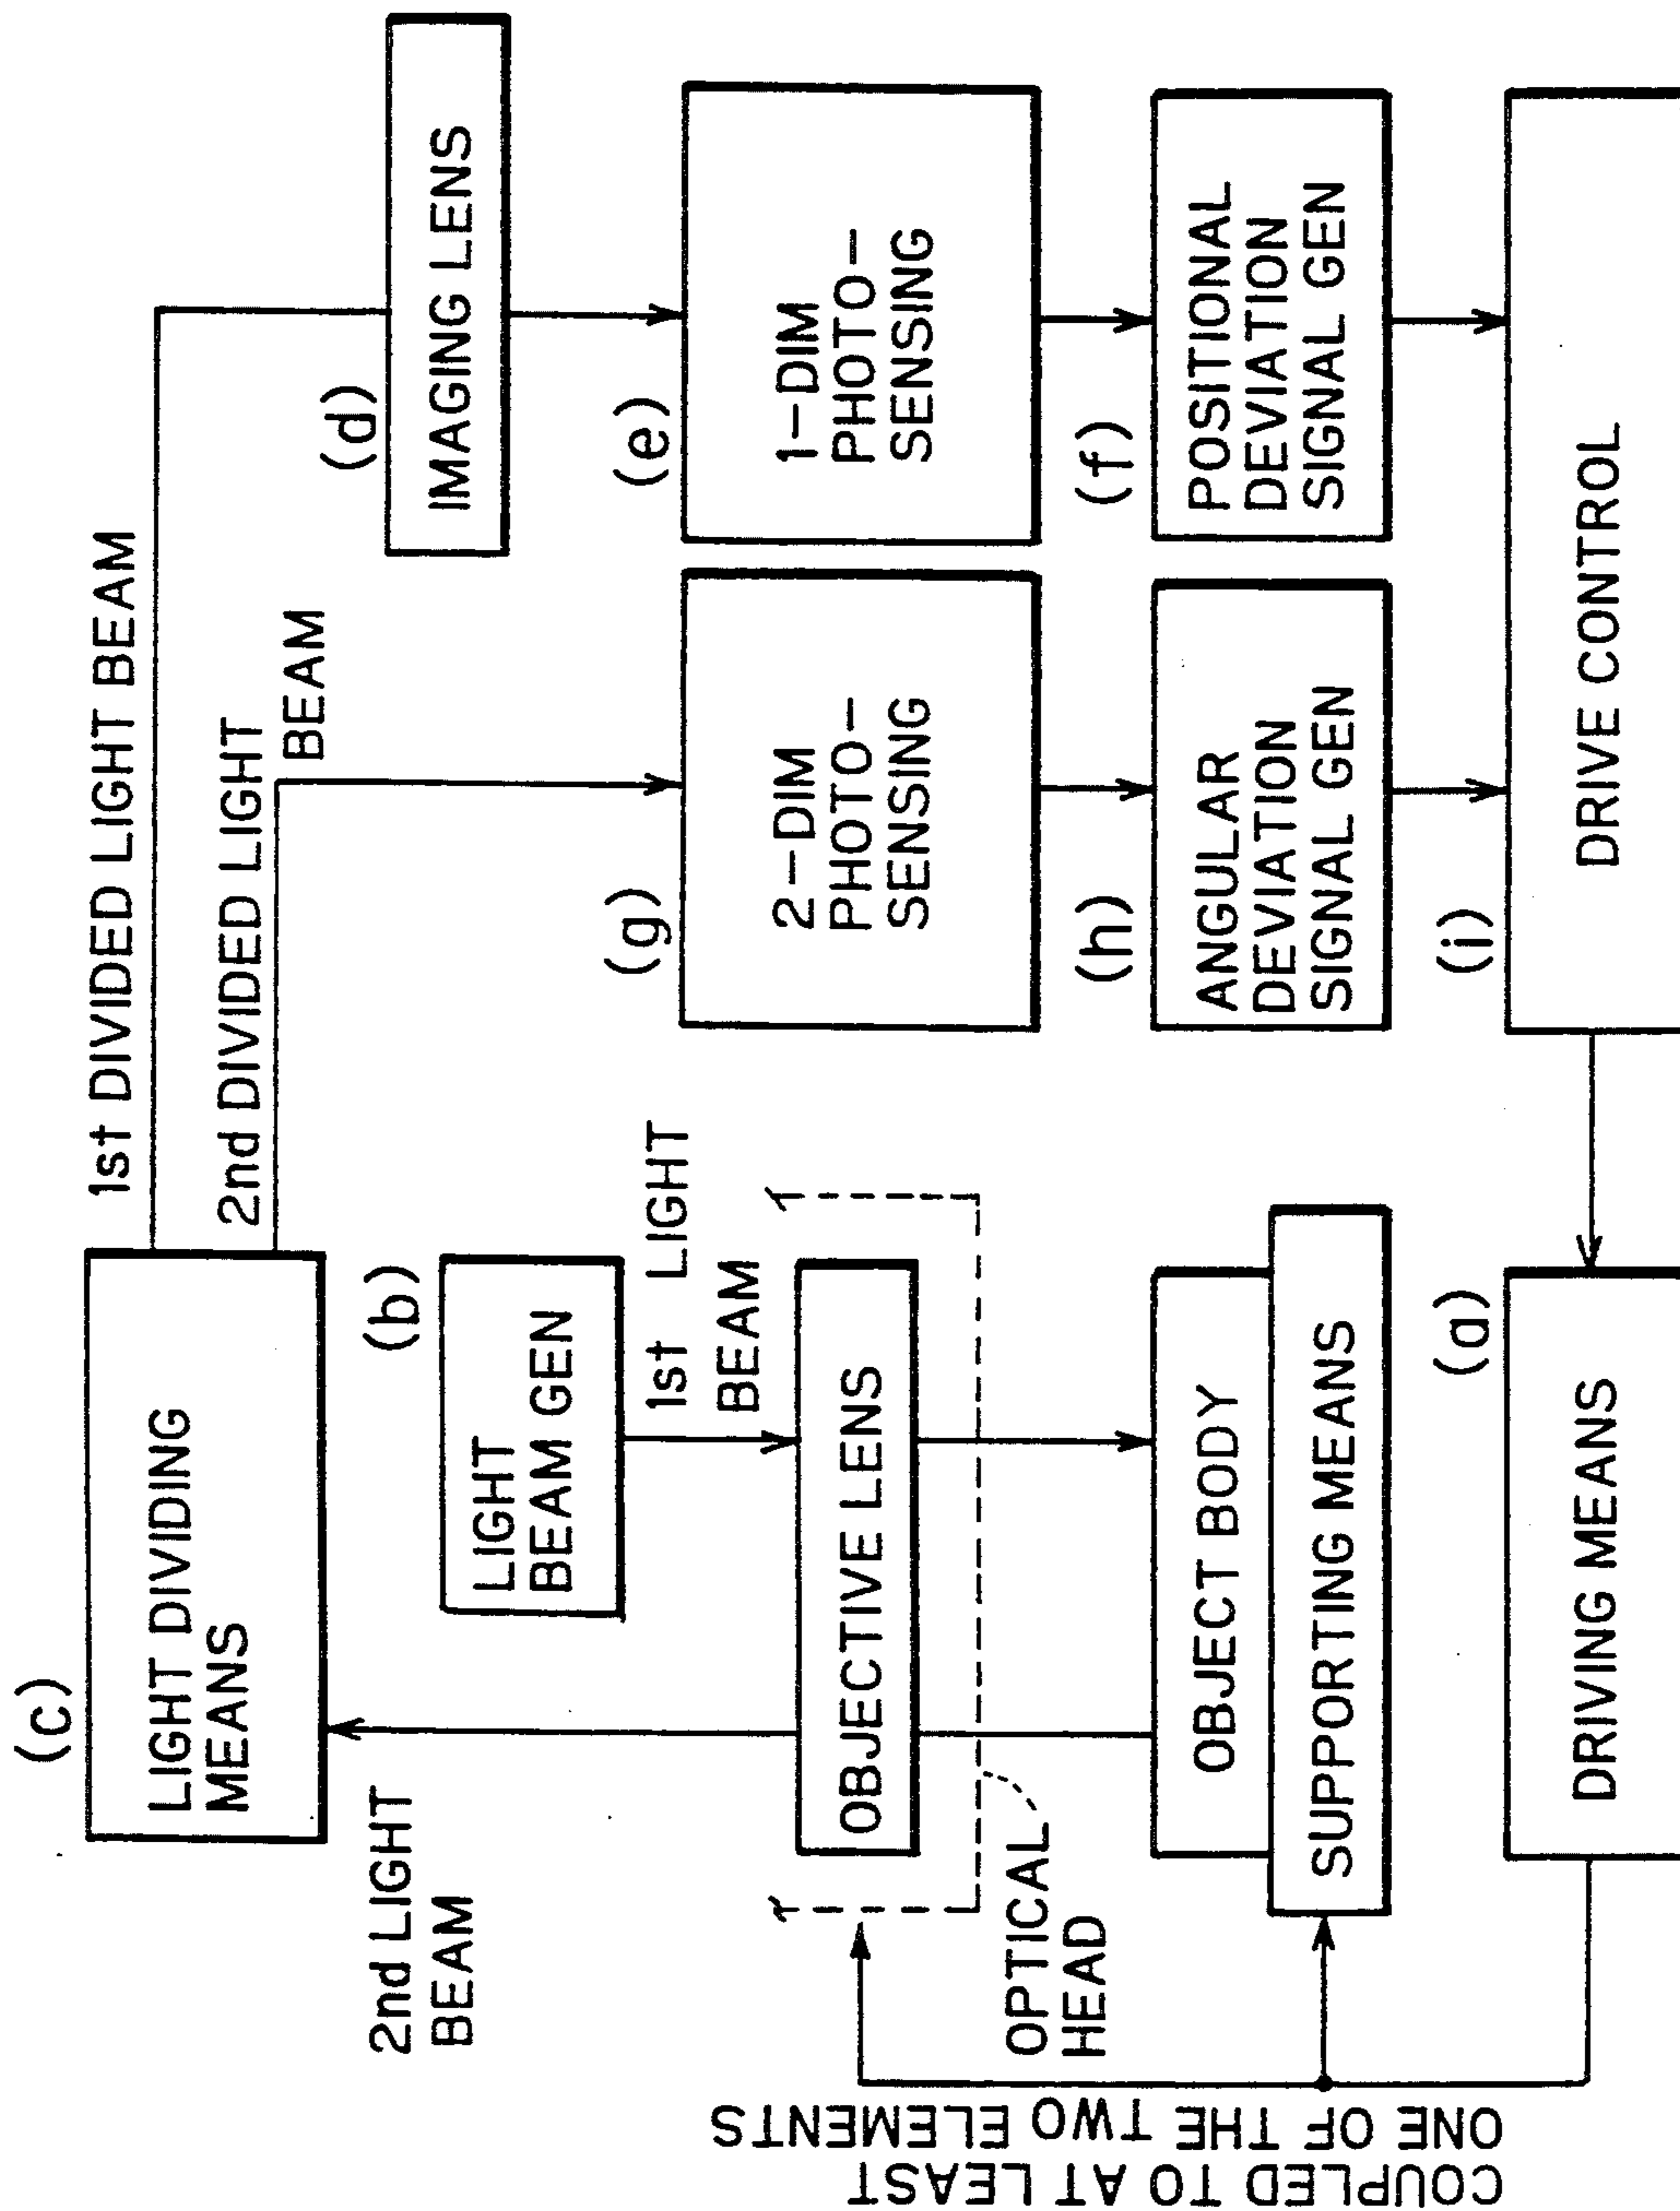 (c)
LIGHT DIVIDING
MEANS
1st DIVIDED LIGHT BEAM
2nd DIVIDED LIGHT
BEAM
2nd LIGHT
BEAM
(b)
LIGHT
BEAM GEN
1st LIGHT
BEAM
(d)
IMAGING LENS
OBJECTIVE LENS
(g)
2-DIM
PHOTO-
SENSING
(e)
1-DIM
PHOTO-
SENSING
OPTICAL
HEAD
OBJECT BODY
SUPPORTING MEANS
(h)
ANGULAR
DEVIATION
SIGNAL GEN
(f)
POSITIONAL
DEVIATION
SIGNAL GEN
(a)
DRIVING MEANS
(i)
DRIVE CONTROL
COUPLED TO AT LEAST
ONE OF THE TWO ELEMENTS